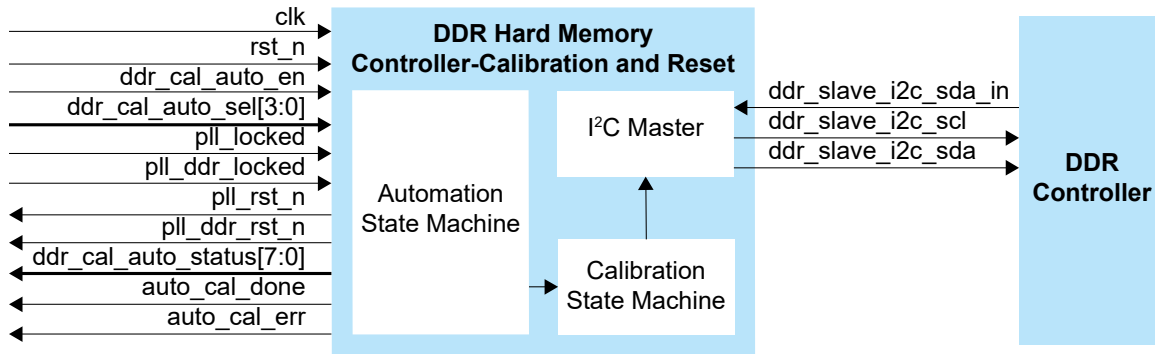 clk
rst_n
ddr_cal_auto_en
ddr_cal_auto_sel[3:0]
pll_locked
pll_ddr_locked
pll_rst_n
pll_ddr_rst_n
ddr_cal_auto_status[7:0]
auto_cal_done
auto_cal_err
DDR Hard Memory
Controller-Calibration and Reset
Automation
State Machine
I²C Master
Calibration
State Machine
ddr_slave_i2c_sda_in
ddr_slave_i2c_scl
ddr_slave_i2c_sda
DDR
Controller